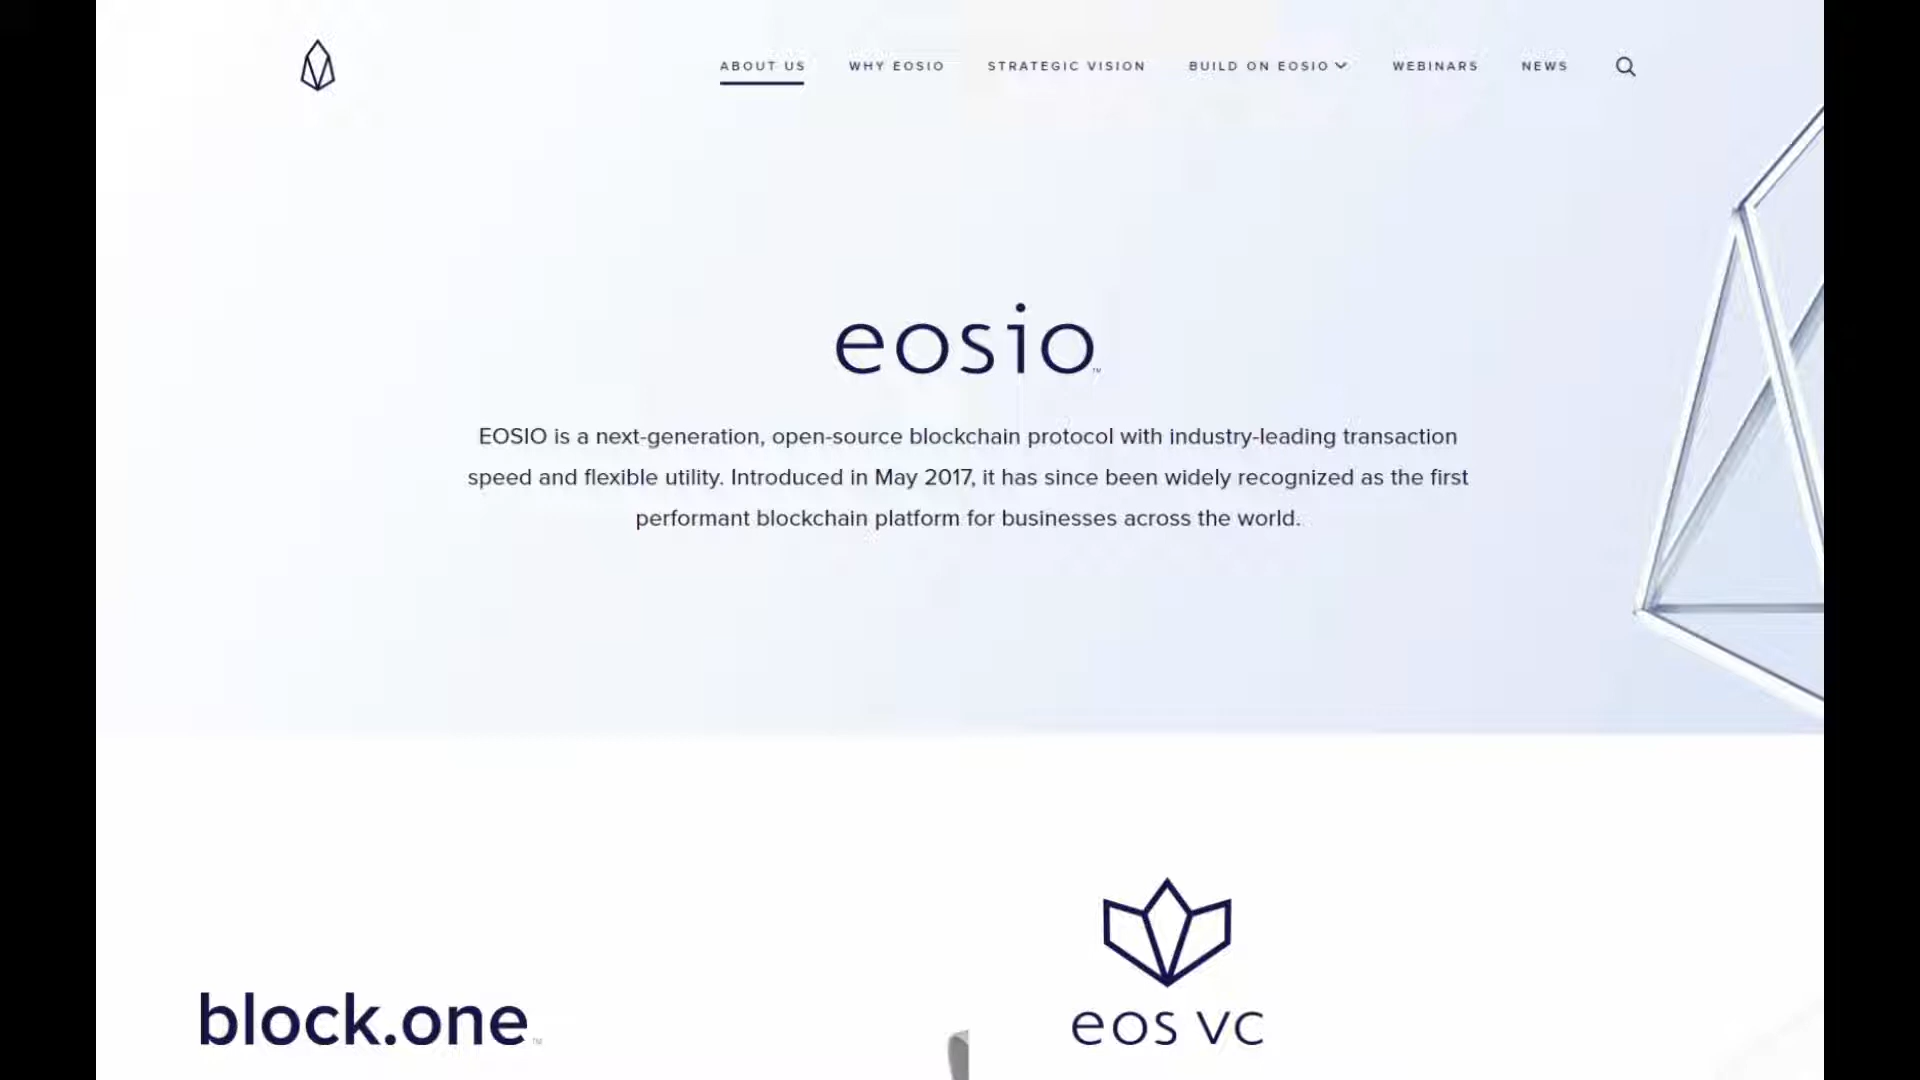 ABOUT US WHY EOSIO STRATEGIC VISION BUILD ON EOSIO WEBINARS NEWS
eosio™
EOSIO is a next-generation, open-source blockchain protocol with industry-leading transaction
speed and flexible utility. Introduced in May 2017, it has since been widely recognized as the first
performant blockchain platform for businesses across the world.
block.one™
eos vc